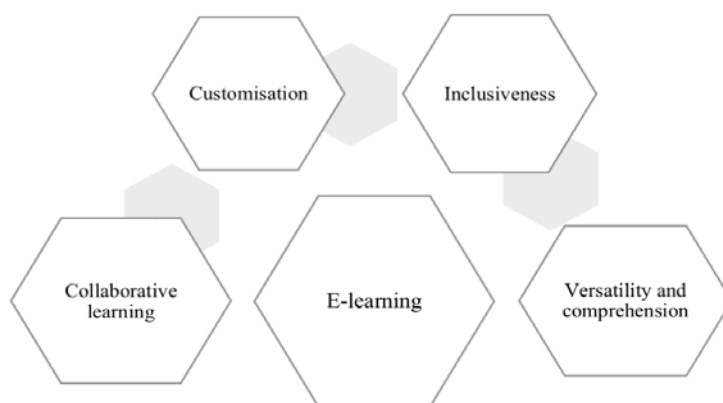 Customisation
Inclusiveness
Collaborative
learning
E-learning
Versatility and
comprehension